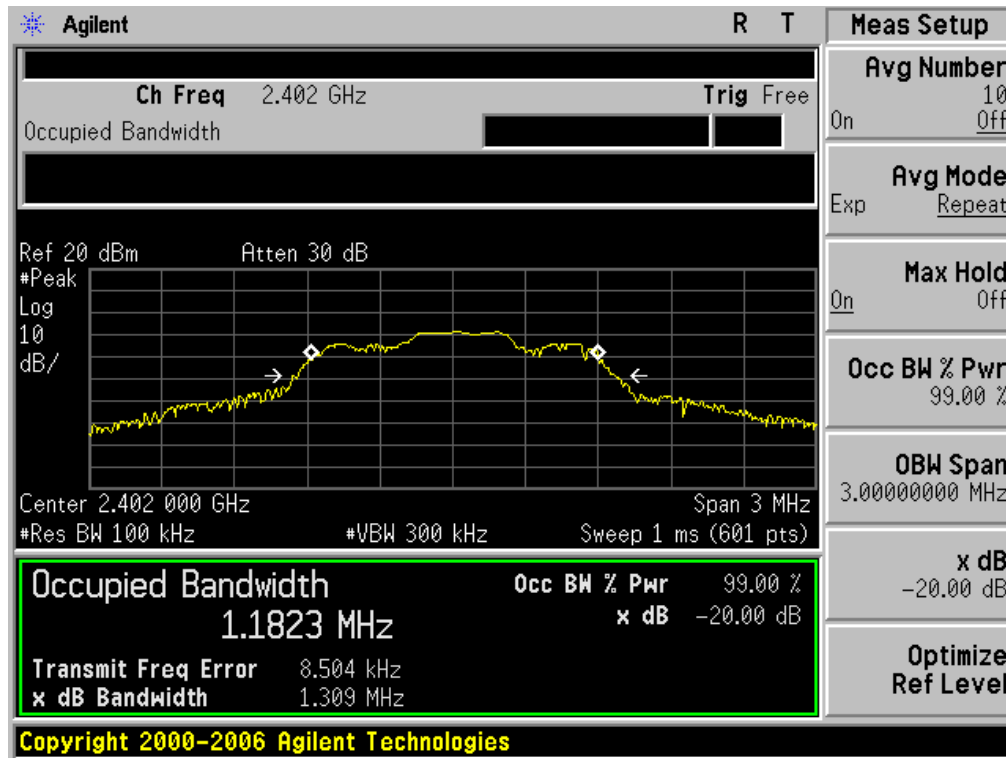 Agilent R T
Ch Freq 2.402 GHz Trig Free
Occupied Bandwidth
Ref 20 dBm Atten 30 dB
#Peak
Log
10
dB/
Center 2.402 000 GHz Span 3 MHz
#Res BW 100 kHz #VBW 300 kHz Sweep 1 ms (601 pts)
Occupied Bandwidth Occ BW % Pwr 99.00 %
1.1823 MHz x dB -20.00 dB
Transmit Freq Error 8.504 kHz
x dB Bandwidth 1.309 MHz
Copyright 2000-2006 Agilent Technologies
Meas Setup
Avg Number
10
On Off
Avg Mode
Exp Repeat
Max Hold
On Off
Occ BW % Pwr
99.00 %
OBW Span
3.00000000 MHz
x dB
-20.00 dB
Optimize
Ref Level